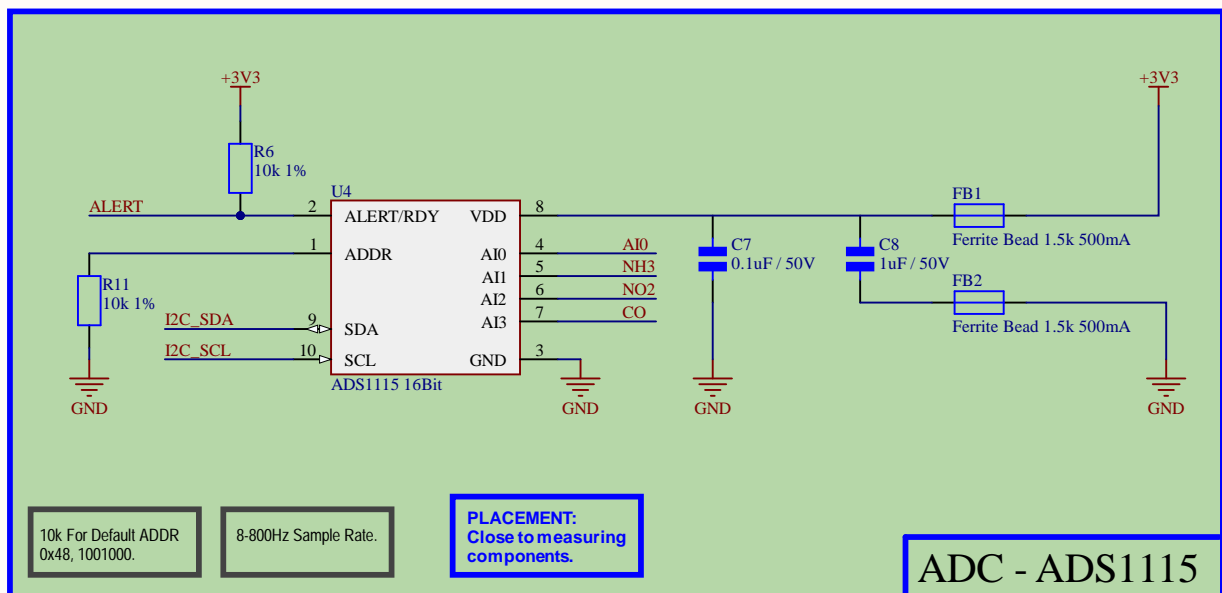 +3V3
+3V3
R6
10k 1%
U4
ALERT
2
ALERT/RDY
VDD
8
FB1
Ferrite Bead 1.5k 500mA
1
ADDR
AI0
4
AI0
C7
0.1uF / 50V
C8
1uF / 50V
AI1
5
NH3
R11
10k 1%
AI2
6
NO2
FB2
Ferrite Bead 1.5k 500mA
AI3
7
CO
I2C_SDA
9
SDA
I2C_SCL
10
SCL
GND
3
ADS1115 16Bit
GND
GND
GND
GND
10k For Default ADDR
0x48, 1001000.
8-800Hz Sample Rate.
PLACEMENT:
Close to measuring
components.
ADC - ADS1115